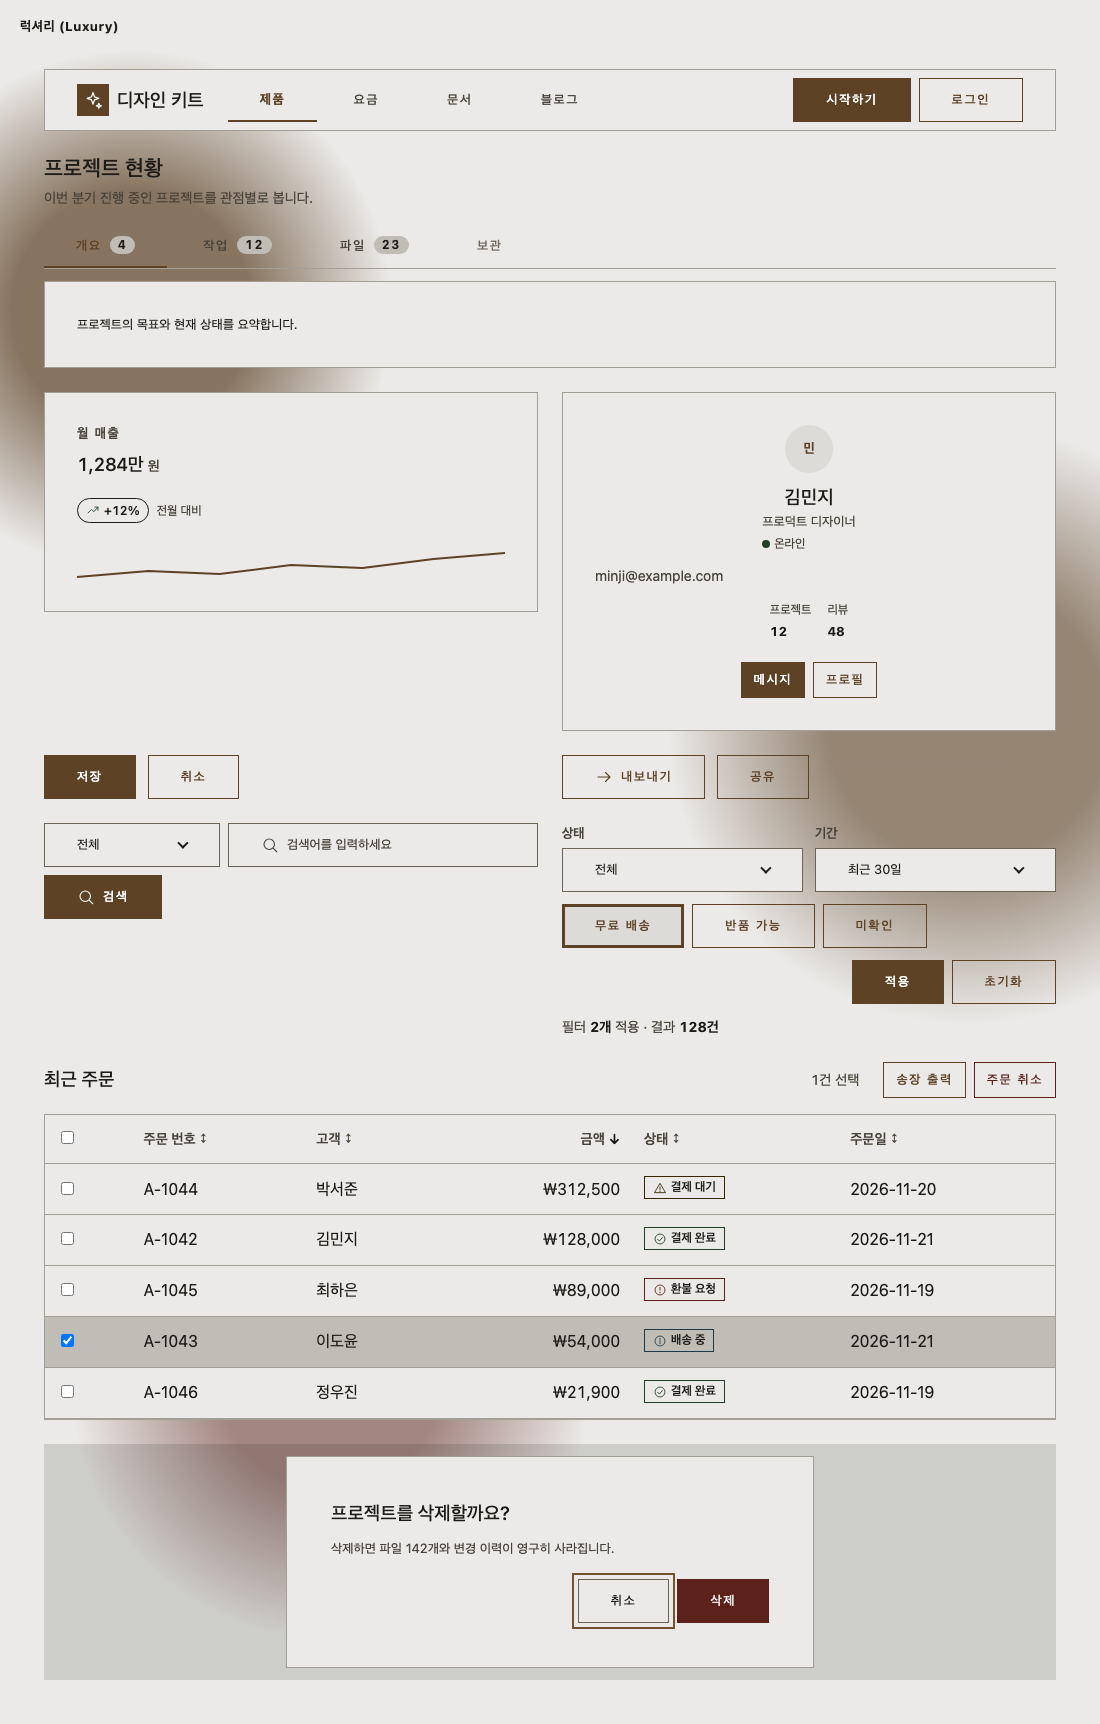 럭셔리 (Luxury)
디자인 키트 제품 요금 문서 블로그 시작하기 로그인
프로젝트 현황
이번 분기 진행 중인 프로젝트를 관점별로 봅니다.
개요 4 작업 12 파일 23 보관
프로젝트의 목표와 현재 상태를 요약합니다.
월 매출
1,284만 원
+12% 전월 대비
민
김민지
프로덕트 디자이너
온라인
minji@example.com
프로젝트 리뷰
12 48
메시지 프로필
저장 취소
내보내기 공유
전체 검색어를 입력하세요
검색
상태 기간
전체 최근 30일
무료 배송 반품 가능 미확인
적용 초기화
필터 2개 적용 · 결과 128건
최근 주문 1건 선택 송장 출력 주문 취소
주문 번호 ↕ 고객 ↕ 금액 ↓ 상태 ↕ 주문일 ↕
A-1044 박서준 ₩312,500 결제 대기 2026-11-20
A-1042 김민지 ₩128,000 결제 완료 2026-11-21
A-1045 최하은 ₩89,000 환불 요청 2026-11-19
A-1043 이도윤 ₩54,000 배송 중 2026-11-21
A-1046 정우진 ₩21,900 결제 완료 2026-11-19
프로젝트를 삭제할까요?
삭제하면 파일 142개와 변경 이력이 영구히 사라집니다.
취소 삭제